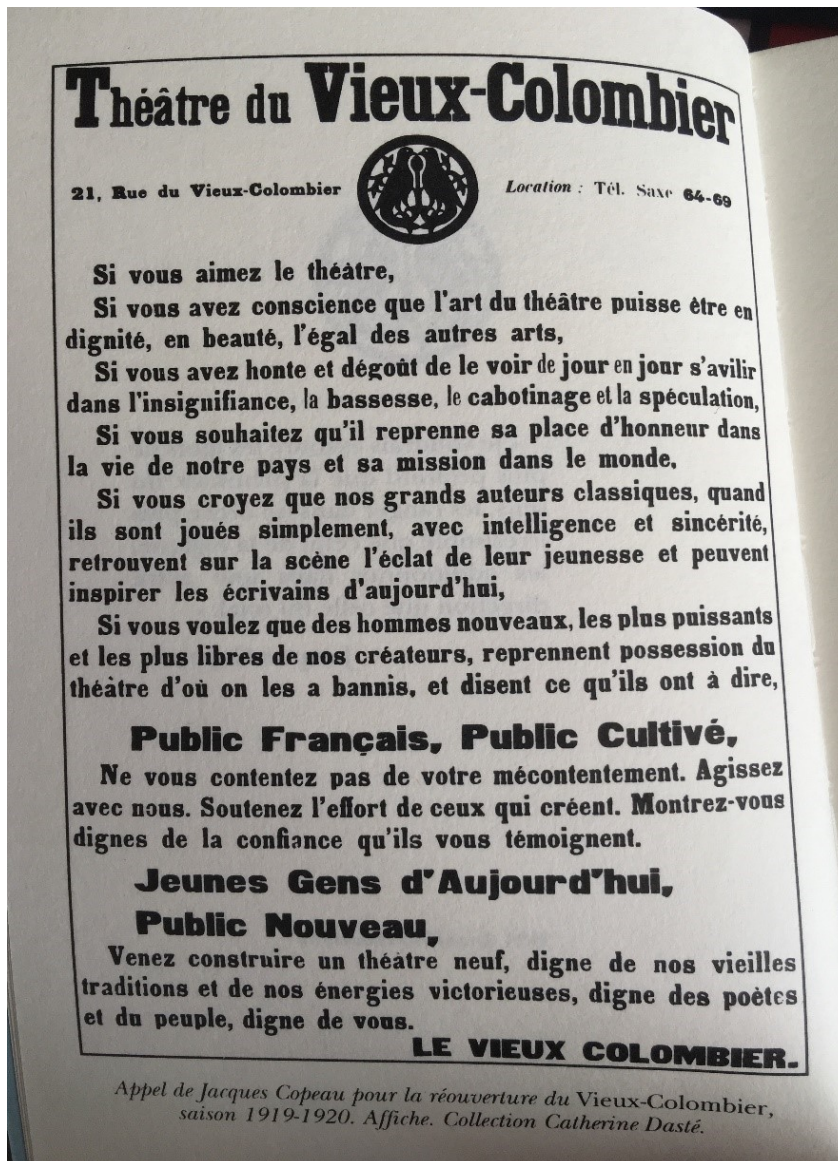 Théâtre du Vieux-Colombier
21, Rue du Vieux-Colombier
Location : Tél. Saxe 64-69
Si vous aimez le théâtre,
Si vous avez conscience que l'art du théâtre puisse être en
dignité, en beauté, l'égal des autres arts,
Si vous avez honte et dégoût de le voir de jour en jour s'avilir
dans l'insignifiance, la bassesse, le cabotinage et la spéculation,
Si vous souhaitez qu'il reprenne sa place d'honneur dans
la vie de notre pays et sa mission dans le monde,
Si vous croyez que nos grands auteurs classiques, quand
ils sont joués simplement, avec intelligence et sincérité,
retrouvent sur la scène l'éclat de leur jeunesse et peuvent
inspirer les écrivains d'aujourd'hui,
Si vous voulez que des hommes nouveaux, les plus puissants
et les plus libres de nos créateurs, reprennent possession du
théâtre d'où on les a bannis, et disent ce qu'ils ont à dire,
Public Français, Public Cultivé,
Ne vous contentez pas de votre mécontentement. Agissez
avec nous. Soutenez l'effort de ceux qui créent. Montrez-vous
dignes de la confiance qu'ils vous témoignent.
Jeunes Gens d'Aujourd'hui,
Public Nouveau,
Venez construire un théâtre neuf, digne de nos vieilles
traditions et de nos énergies victorieuses, digne des poètes
et du peuple, digne de vous.
LE VIEUX COLOMBIER.
Appel de Jacques Copeau pour la réouverture du Vieux-Colombier,
saison 1919-1920. Affiche. Collection Catherine Dasté.